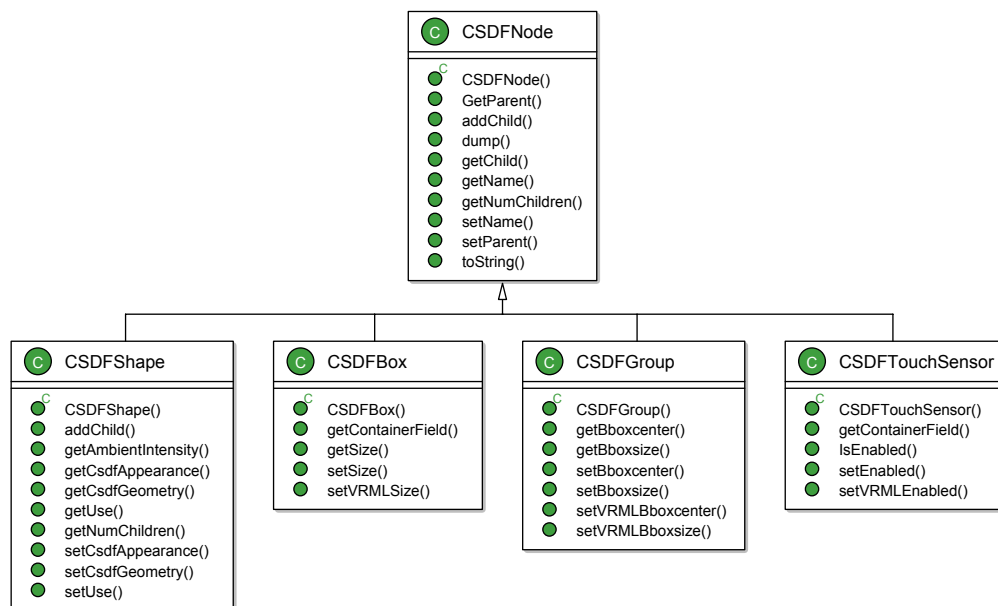 C CSDFNode
C
CSDFNode()
GetParent()
addChild()
dump()
getChild()
getName()
getNumChildren()
setName()
setParent()
toString()
C CSDFShape
C
CSDFShape()
addChild()
getAmbientIntensity()
getCsdfAppearance()
getCsdfGeometry()
getUse()
getNumChildren()
setCsdfAppearance()
setCsdfGeometry()
setUse()
C CSDFBox
C
CSDFBox()
getContainerField()
getSize()
setSize()
setVRMLSize()
C CSDFGroup
C
CSDFGroup()
getBboxcenter()
getBboxsize()
setBboxcenter()
setBboxsize()
setVRMLBboxcenter()
setVRMLBboxsize()
C CSDFTouchSensor
C
CSDFTouchSensor()
getContainerField()
IsEnabled()
setEnabled()
setVRMLEnabled()